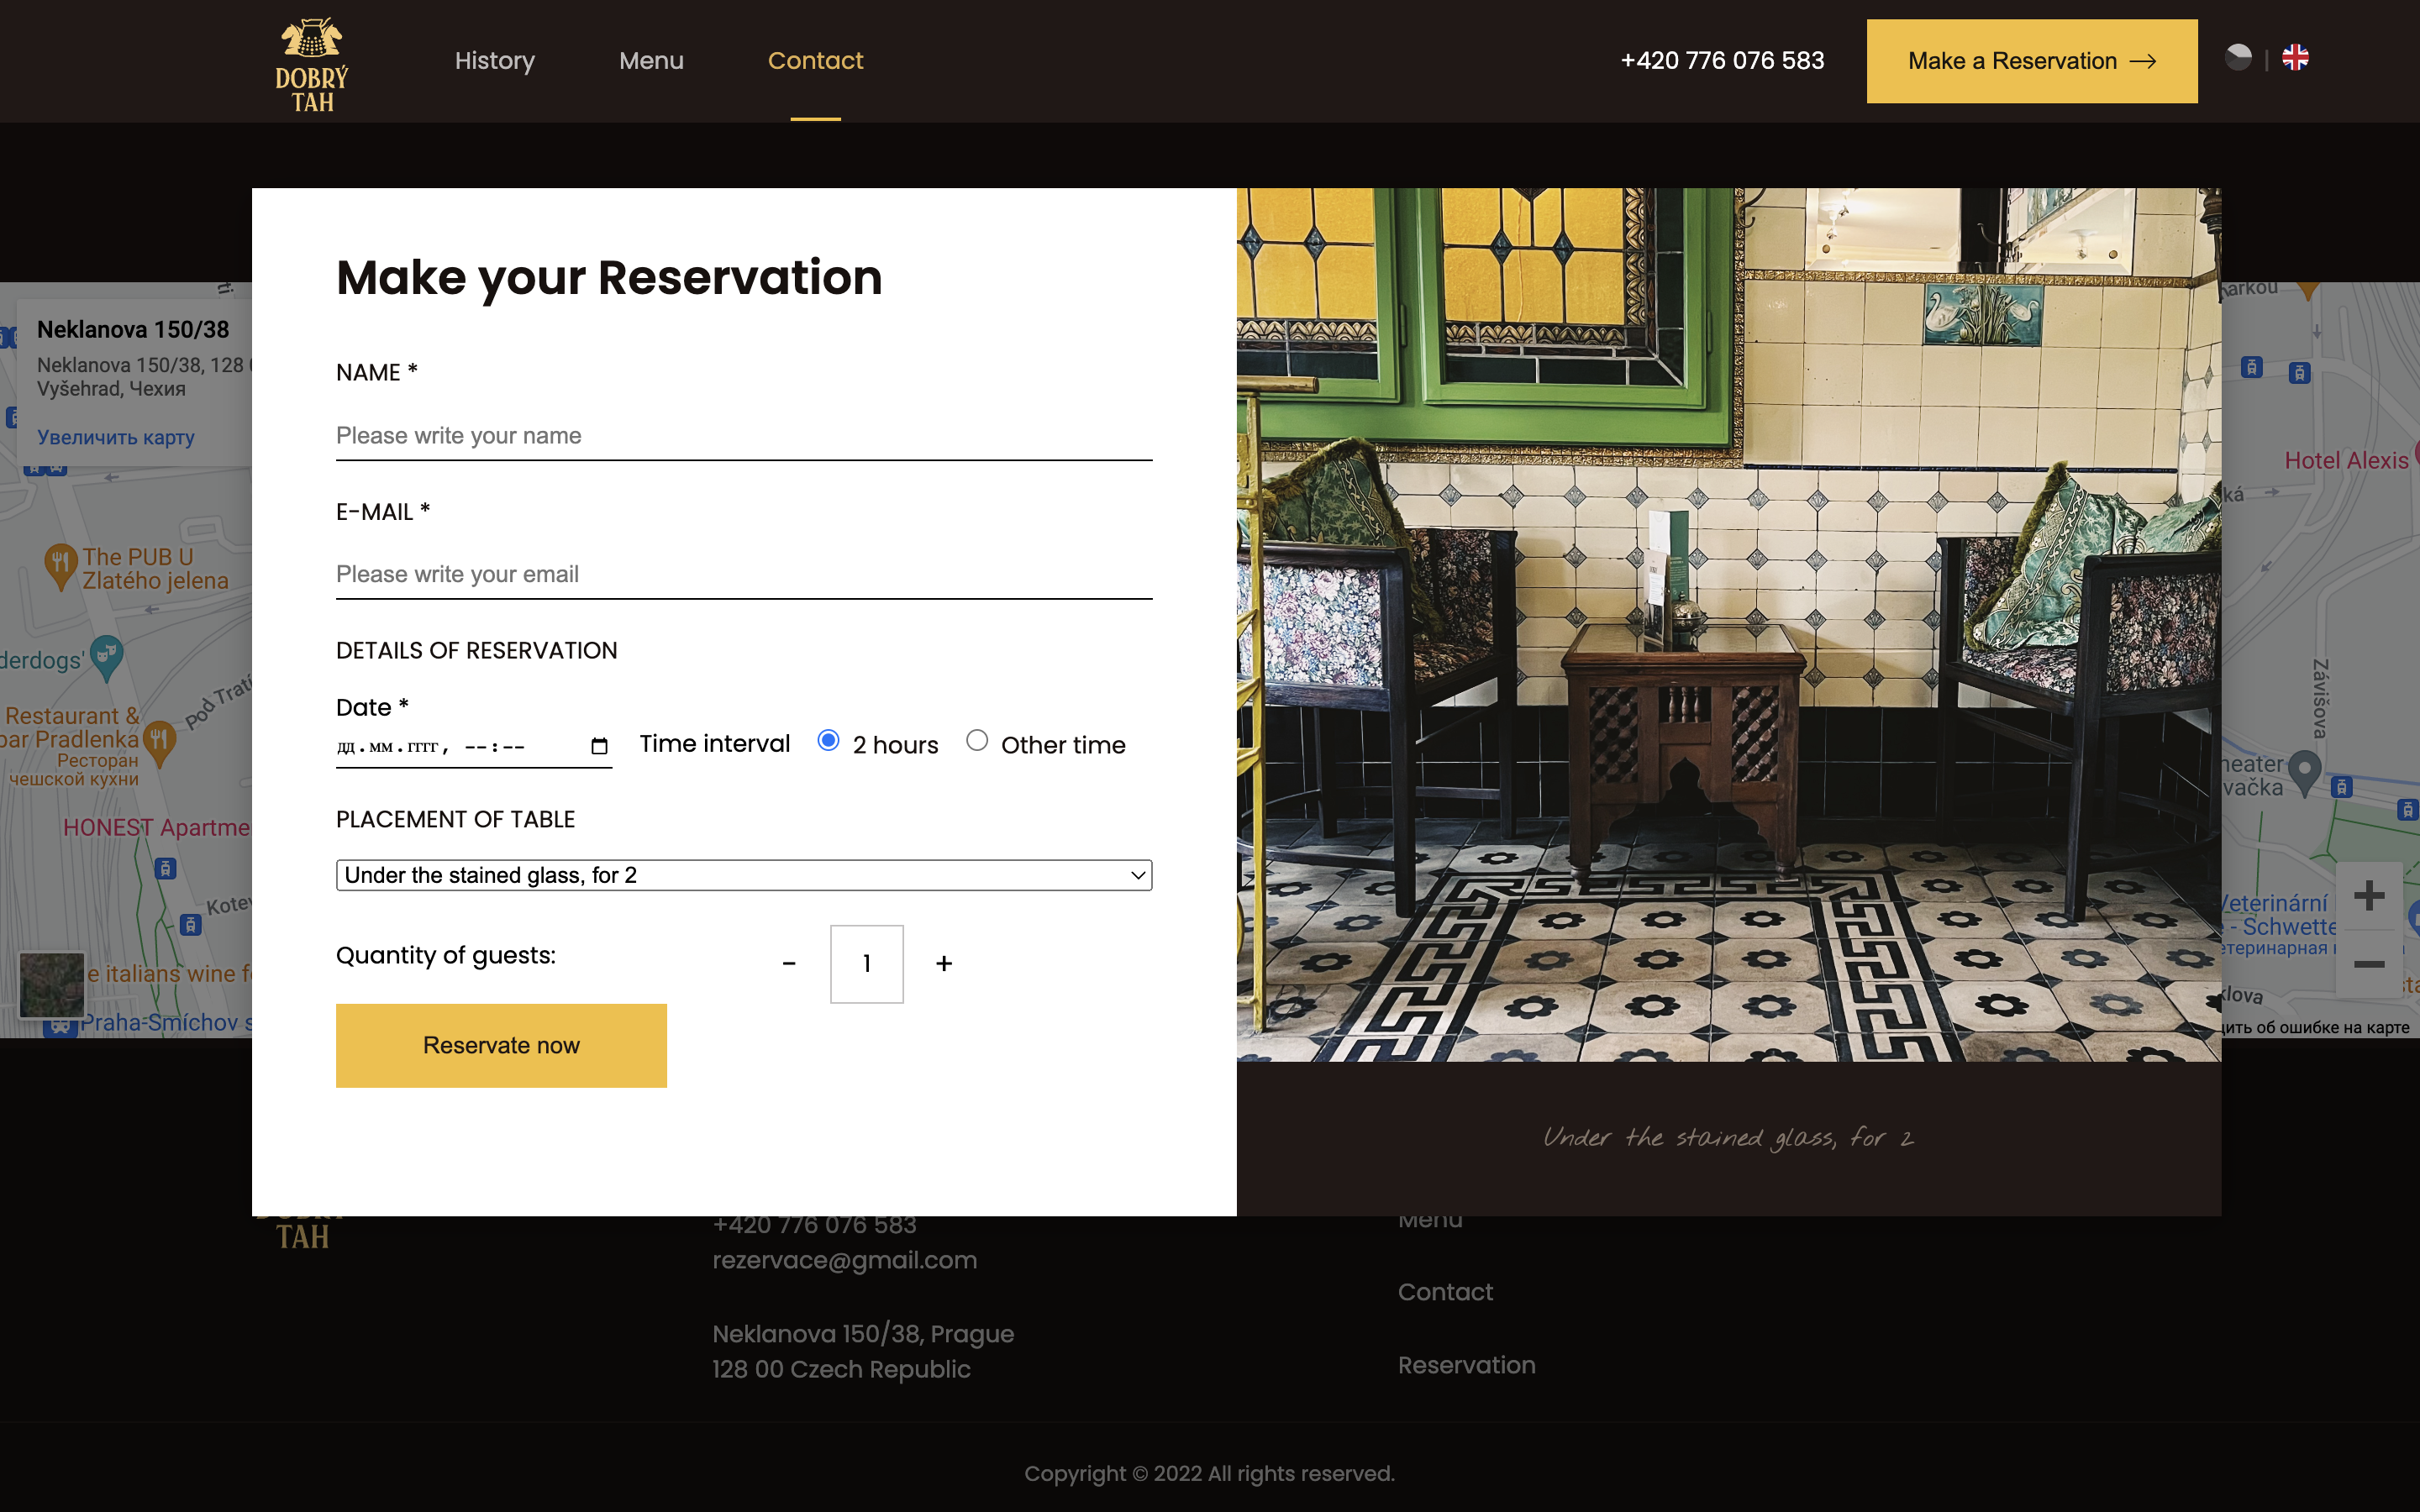 DOBRÝ
TAH
History
Menu
Contact
+420 776 076 583
Make a Reservation →
Make your Reservation
NAME *
Please write your name
E-MAIL *
Please write your email
DETAILS OF RESERVATION
Date *
дд.мм.гггг, --:--
Time interval
2 hours
Other time
PLACEMENT OF TABLE
Under the stained glass, for 2
Quantity of guests:
-
1
+
Reservate now
Under the stained glass, for 2
Neklanova 150/38
Neklanova 150/38, 128
Vyšehrad, Чехия
Увеличить карту
The PUB U
Zlatého jelena
derdogs'
Pod Trati
Restaurant &
bar Pradlenka
Ресторан
чешской кухни
HONEST Apartme
Kotev
e italians wine f
Praha-Smíchov s
arkou
Hotel Alexis
ká
Závišova
heater
vačka
Veterinární
e - Schwette
етеринарная
klova
ить об ошибке на карте
TAH
+420 776 076 583
rezervace@gmail.com
Neklanova 150/38, Prague
128 00 Czech Republic
Menu
Contact
Reservation
Copyright © 2022 All rights reserved.